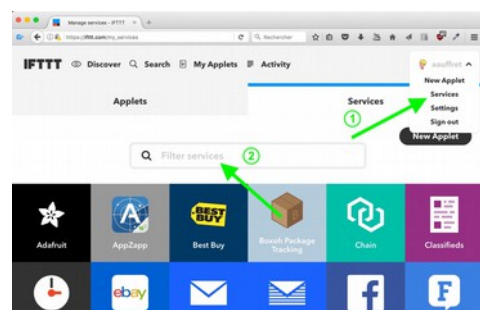 Manage services - IFTTT
https://ifttt.com/my_services
Rechercher
IFTTT Discover Search My Applets Activity
aauffret
New Applet
Services
Settings
Sign out
Applets
Services
1
New Applet
Filter services
2
Adafruit
AppZapp
BEST BUY
Best Buy
Boxoh Package
Tracking
Chain
Classifieds
ebay